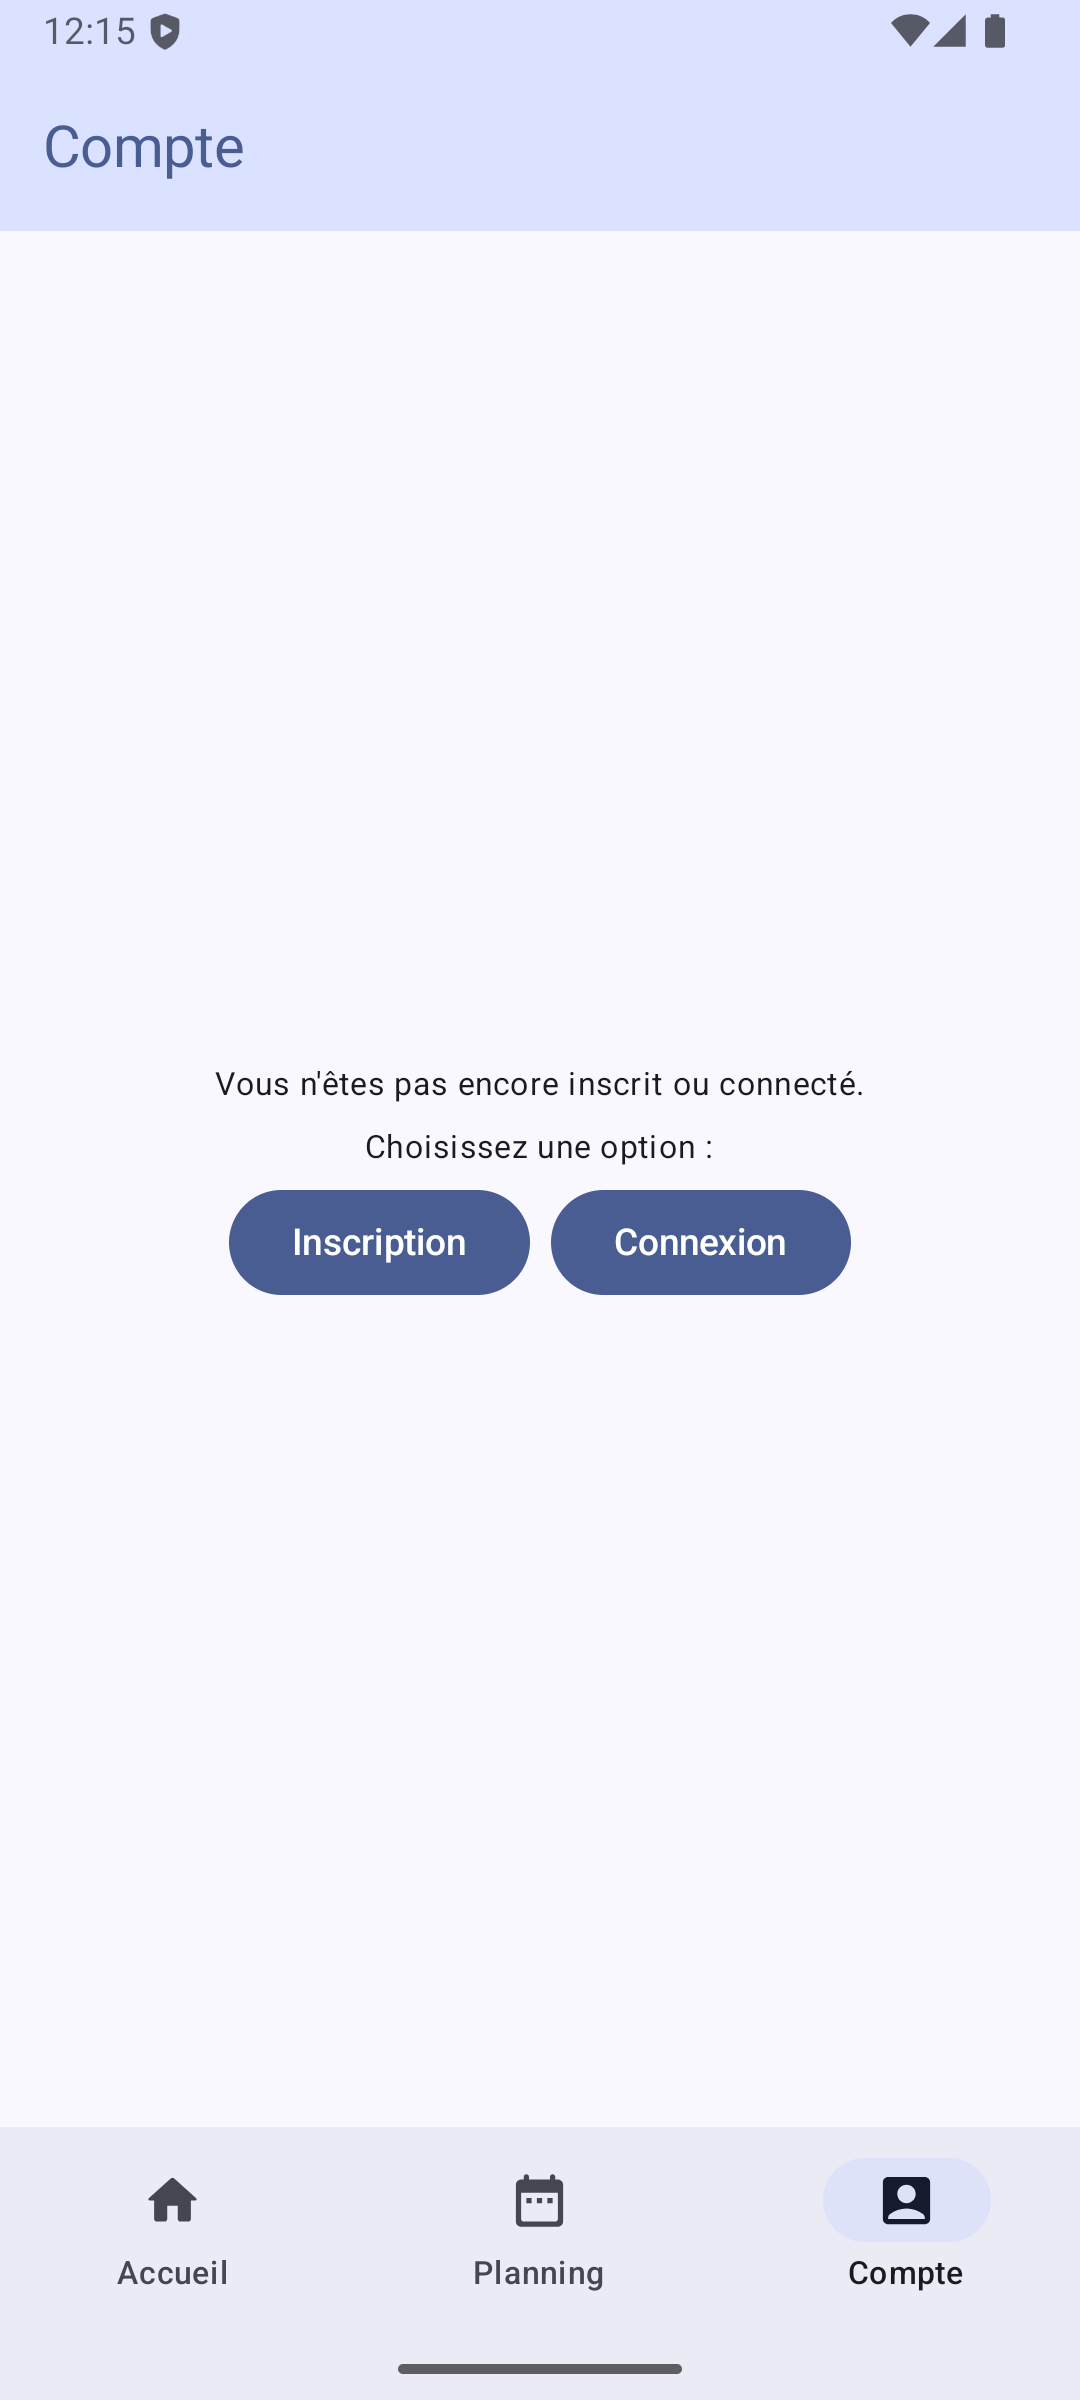 12:15
Compte
Vous n'êtes pas encore inscrit ou connecté.
Choisissez une option :
Inscription Connexion
Accueil Planning Compte